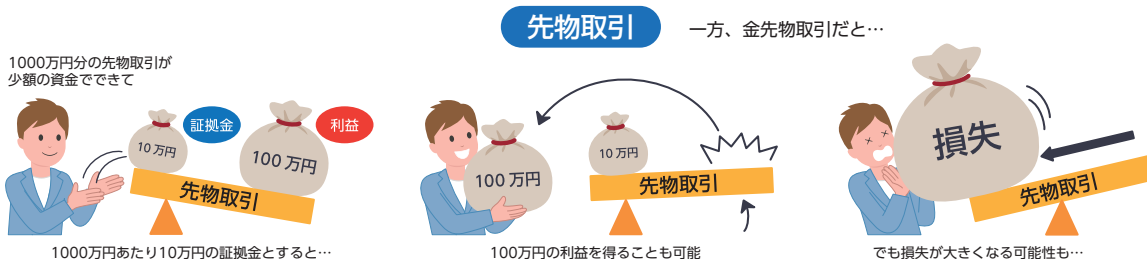 先物取引
一方、金先物取引だと…
1000万円分の先物取引が
少額の資金でできて
10万円
証拠金
100万円
利益
先物取引
1000万円あたり10万円の証拠金とすると…
100万円
10万円
先物取引
100万円の利益を得ることも可能
損失
先物取引
でも損失が大きくなる可能性も…